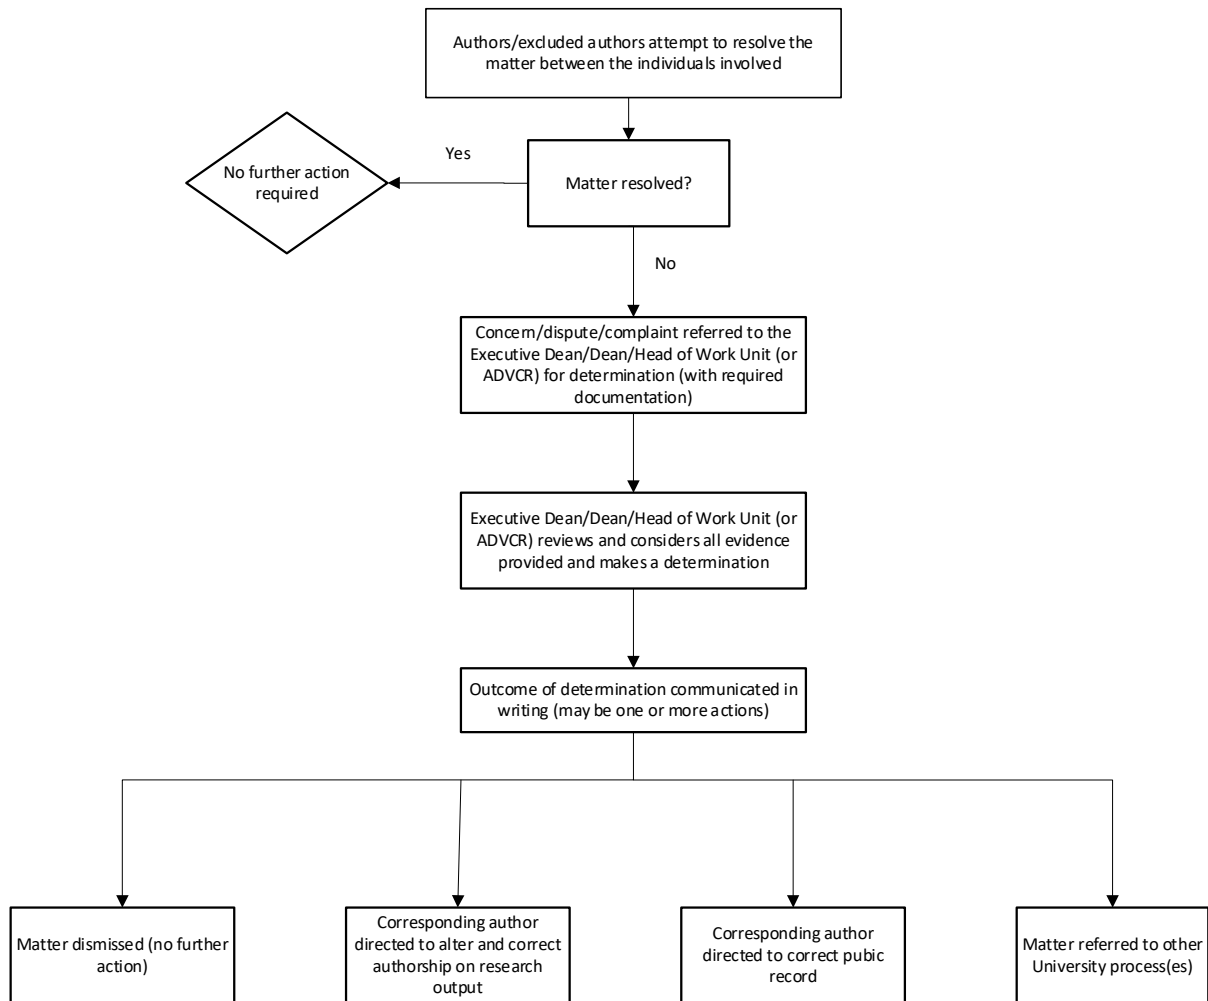 Authors/excluded authors attempt to resolve the
matter between the individuals involved
Yes
No further action
required
Matter resolved?
No
Concern/dispute/complaint referred to the
Executive Dean/Dean/Head of Work Unit (or
ADVCR) for determination (with required
documentation)
Executive Dean/Dean/Head of Work Unit (or
ADVCR) reviews and considers all evidence
provided and makes a determination
Outcome of determination communicated in
writing (may be one or more actions)
Matter dismissed (no further
action)
Corresponding author
directed to alter and correct
authorship on research
output
Corresponding author
directed to correct pubic
record
Matter referred to other
University process(es)